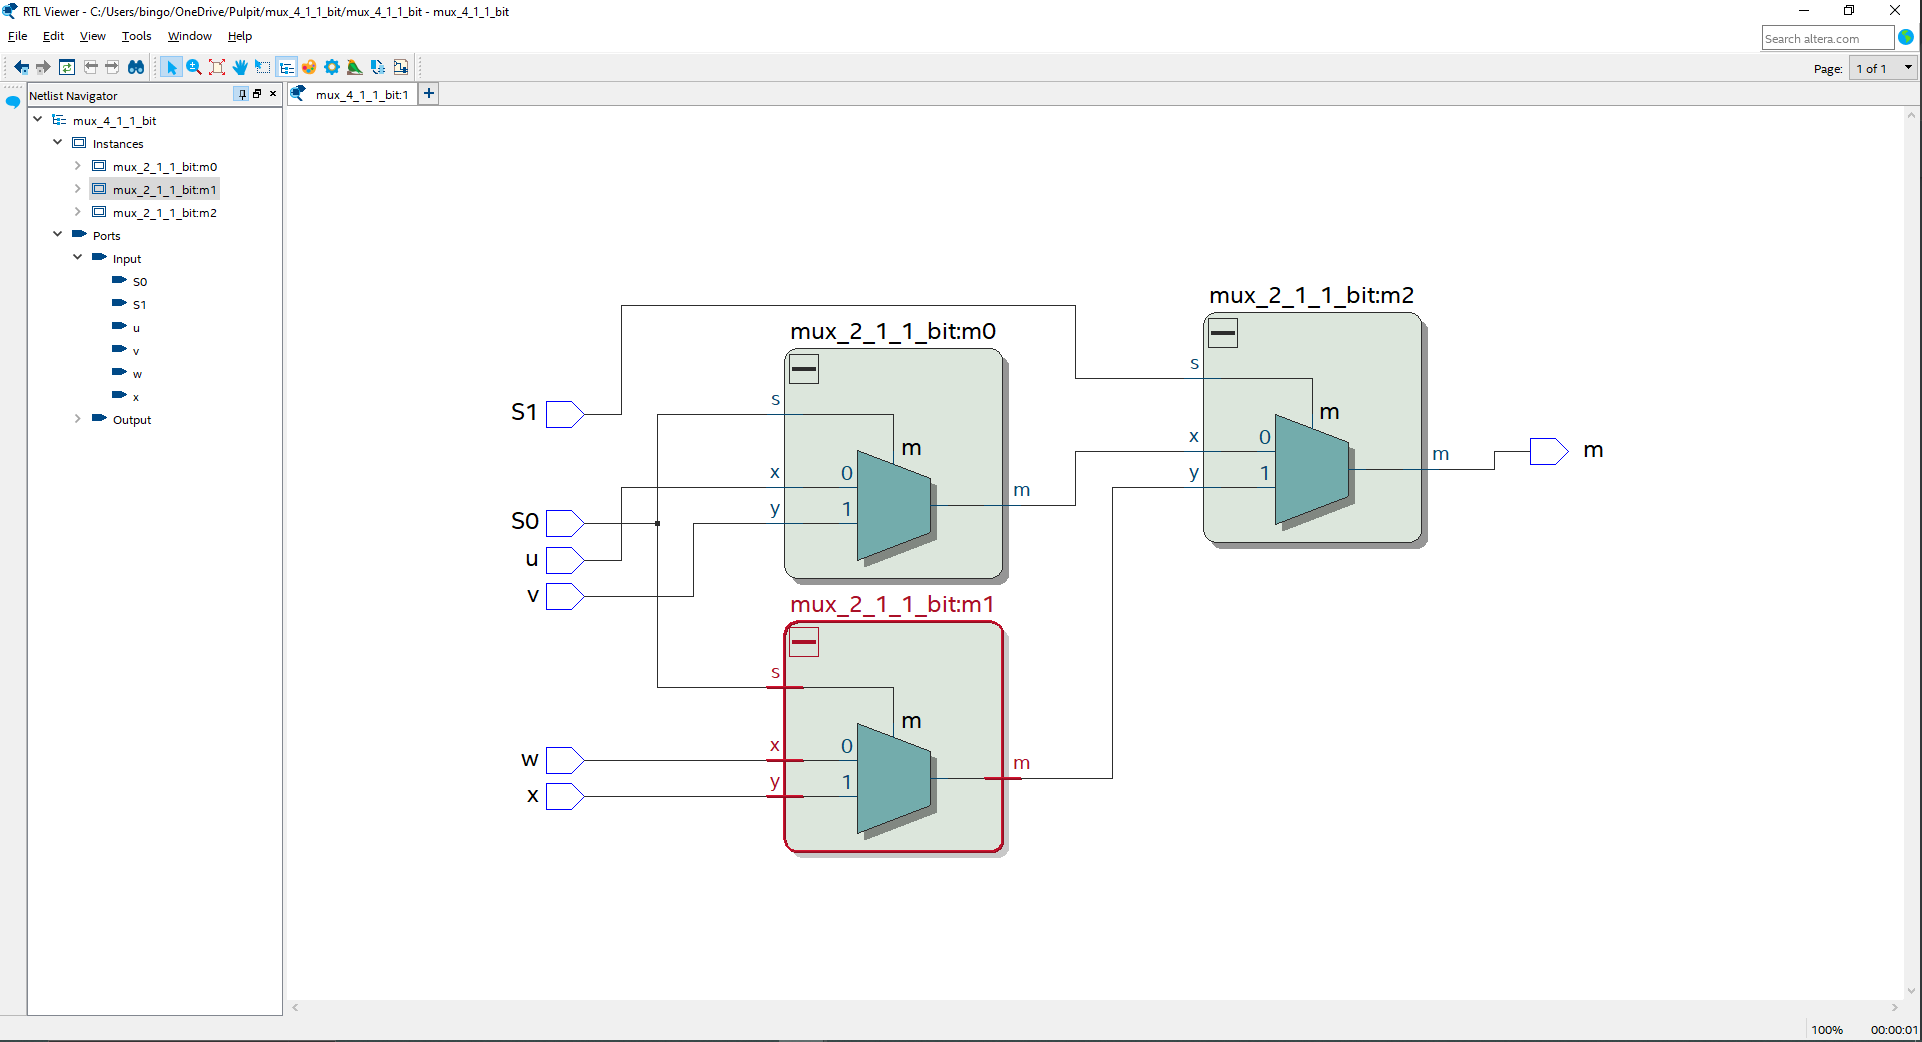 RTL Viewer - C:/Users/bingo/OneDrive/Pulpit/mux_4_1_1_bit/mux_4_1_1_bit - mux_4_1_1_bit
File Edit View Tools Window Help
Search altera.com
Page: 1 of 1
Netlist Navigator
mux_4_1_1_bit:1
mux_4_1_1_bit
Instances
mux_2_1_1_bit:m0
mux_2_1_1_bit:m1
mux_2_1_1_bit:m2
Ports
Input
S0
S1
u
v
w
x
Output
mux_2_1_1_bit:m2
mux_2_1_1_bit:m0
s
s
S1
m
x 0
m
m
m
y 1
m
x 0
m
y 1
S0
u
v
mux_2_1_1_bit:m1
s
m
w
x 0
m
x
y 1
100% 00:00:01